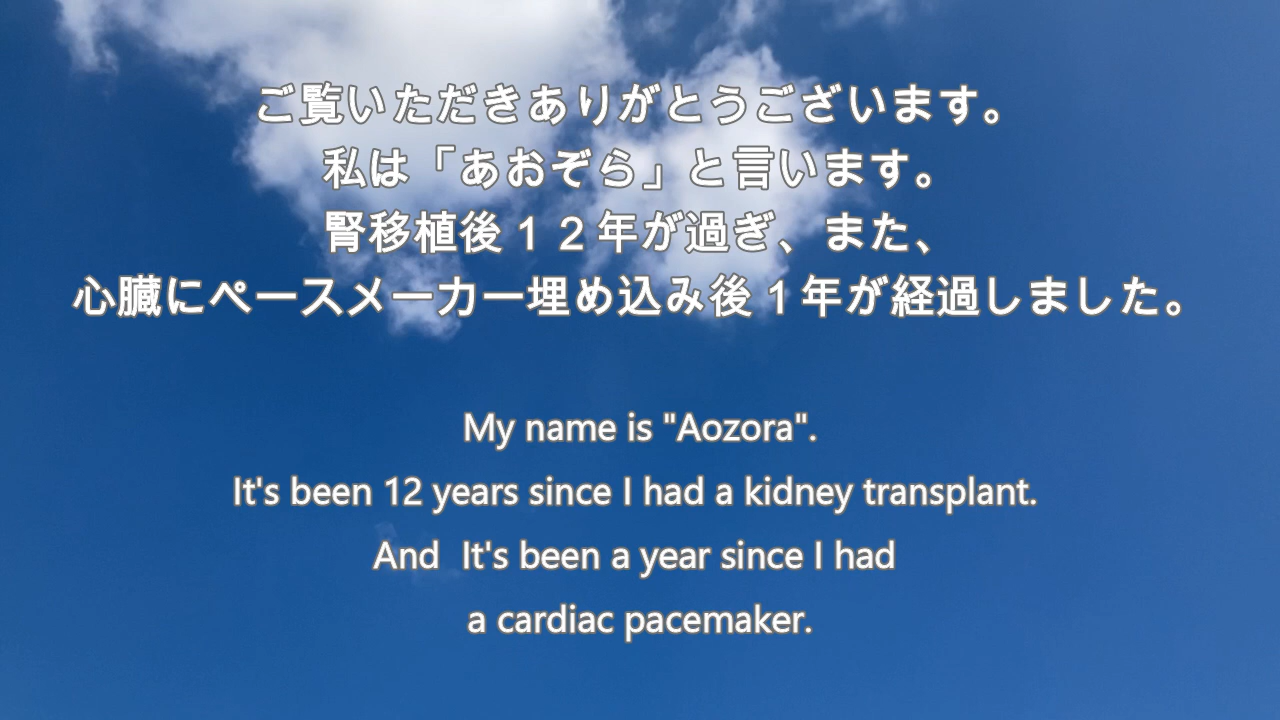 ご覧いただきありがとうございます。
私は「あおぞら」と言います。
腎移植後１２年が過ぎ、また、
心臓にペースメーカー埋め込み後１年が経過しました。
My name is "Aozora".
It's been 12 years since I had a kidney transplant.
And  It's been a year since I had
a cardiac pacemaker.